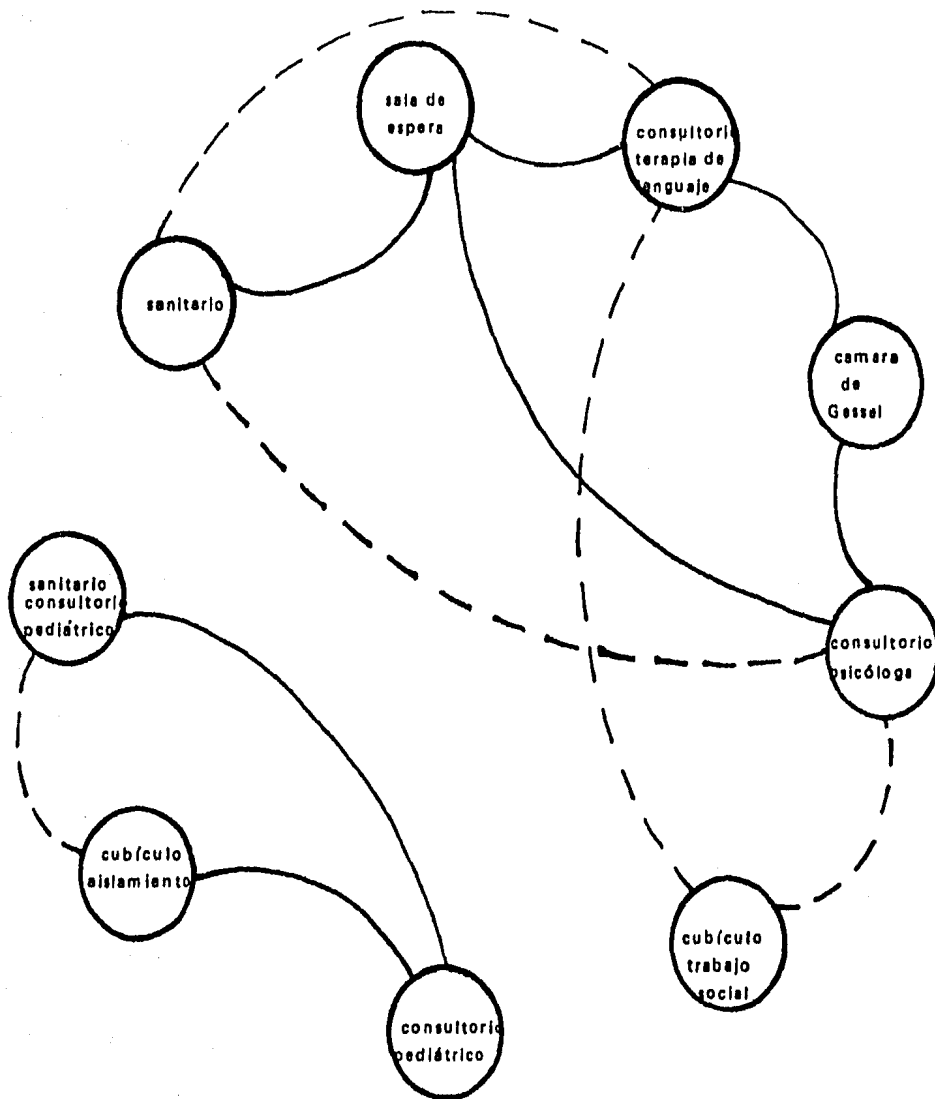 sala de
espera
consultorio
terapia de
lenguaje
sanitario
camara
de
Gessel
sanitario
consultorio
pediátrico
consultorio
psicóloga
cubículo
aislamiento
cubículo
trabajo
social
consultorio
pediátrico